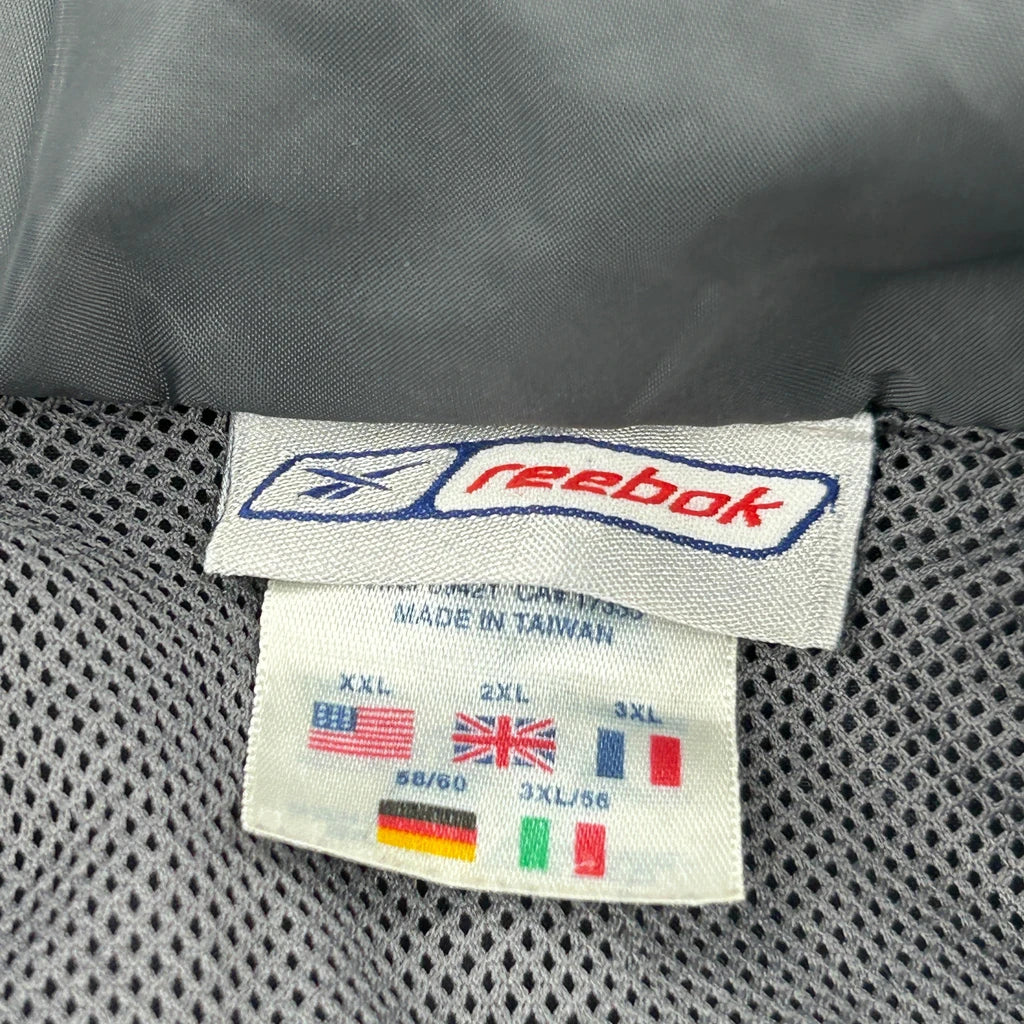 reebok
MADE IN TAIWAN
XXL
2XL
3XL
58/60
3XL/56